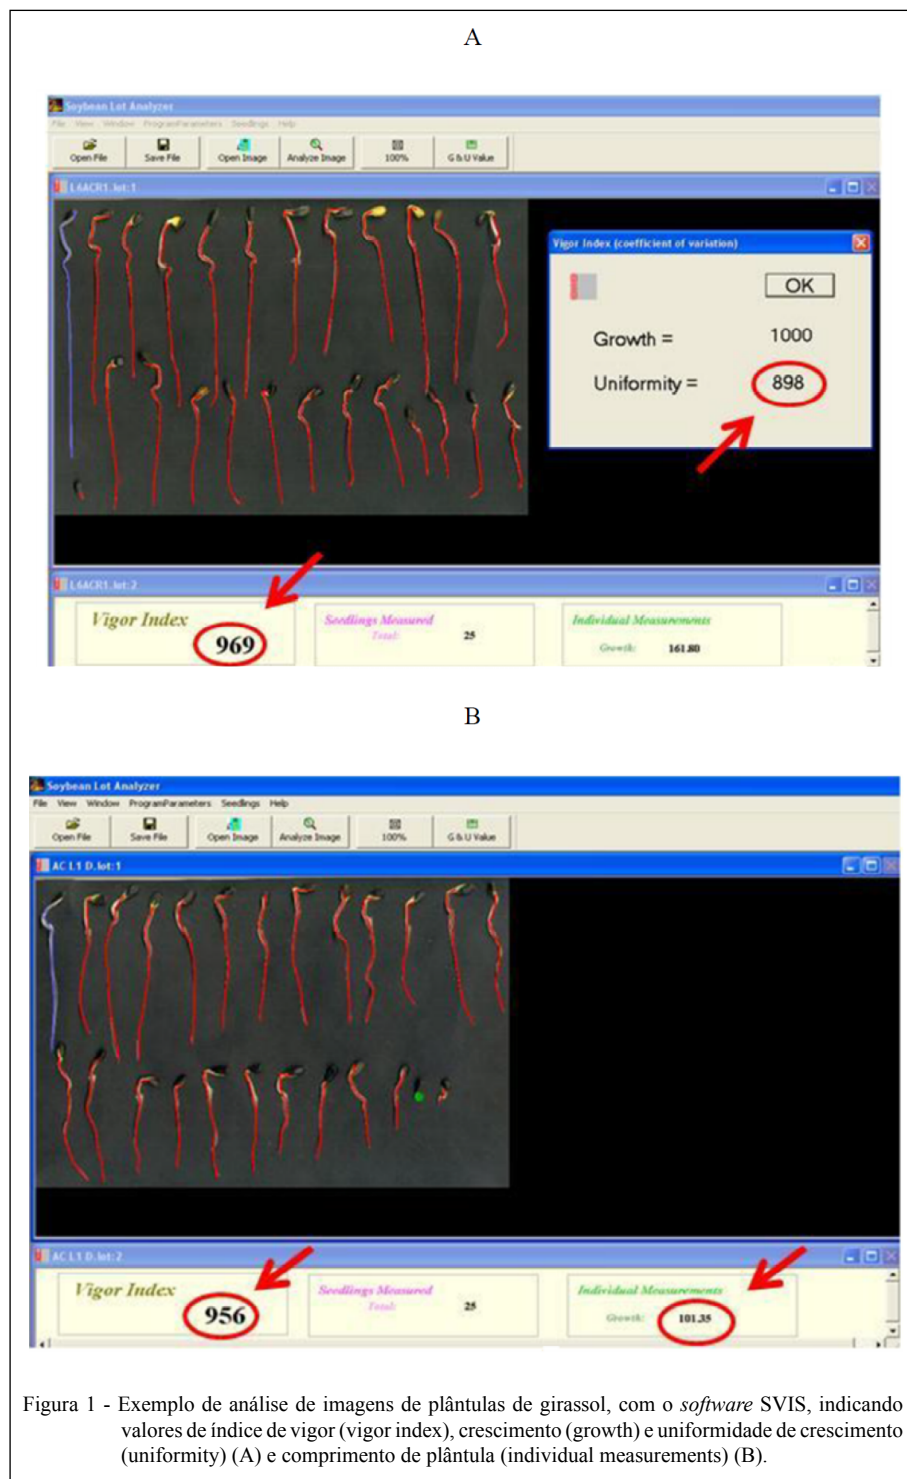 A
Soybean Lot Analyzer
File View Window ProgramParameters Seedlings Help
Open File Save File Open Image Analyze Image 100% G & U Value
L6ACR1.lot:1
Vigor Index (coefficient of variation)
OK
Growth = 1000
Uniformity = 898
L6ACR1.lot:2
Vigor Index
969
Seedlings Measured
Total: 25
Individual Measurements
Growth: 161.80
B
Soybean Lot Analyzer
File View Window ProgramParameters Seedlings Help
Open File Save File Open Image Analyze Image 100% G & U Value
AC L1 D.lot:1
AC L1 D.lot:2
Vigor Index
956
Seedlings Measured
Total: 25
Individual Measurements
Growth: 101.35
Figura 1 - Exemplo de análise de imagens de plântulas de girassol, com o software SVIS, indicando
valores de índice de vigor (vigor index), crescimento (growth) e uniformidade de crescimento
(uniformity) (A) e comprimento de plântula (individual measurements) (B).